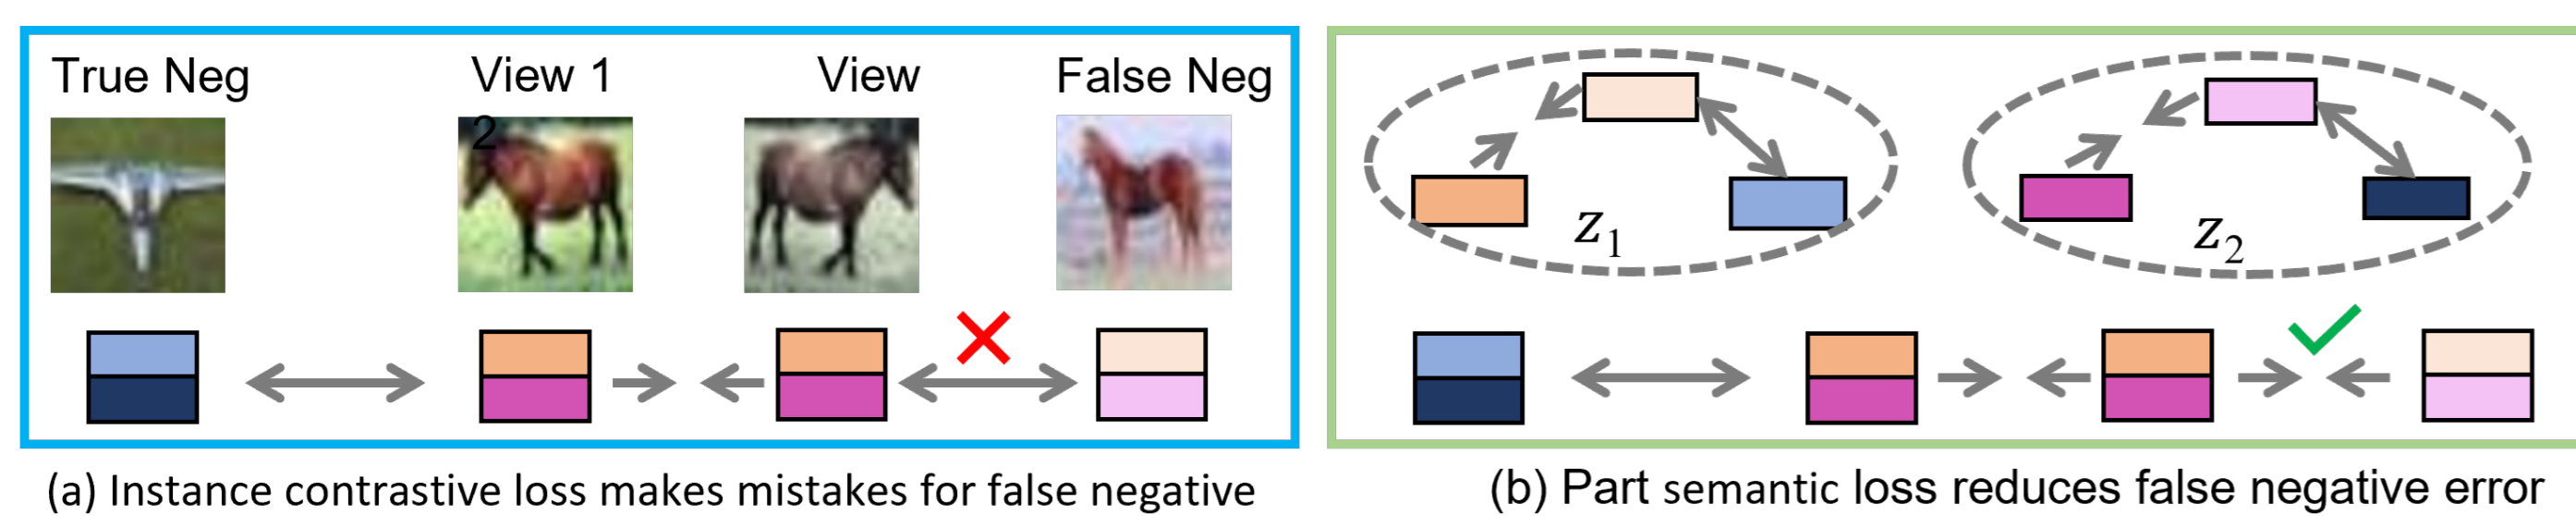 True Neg
View 1
View
2
False Neg
z1
z2
(a) Instance contrastive loss makes mistakes for false negative
(b) Part semantic loss reduces false negative error